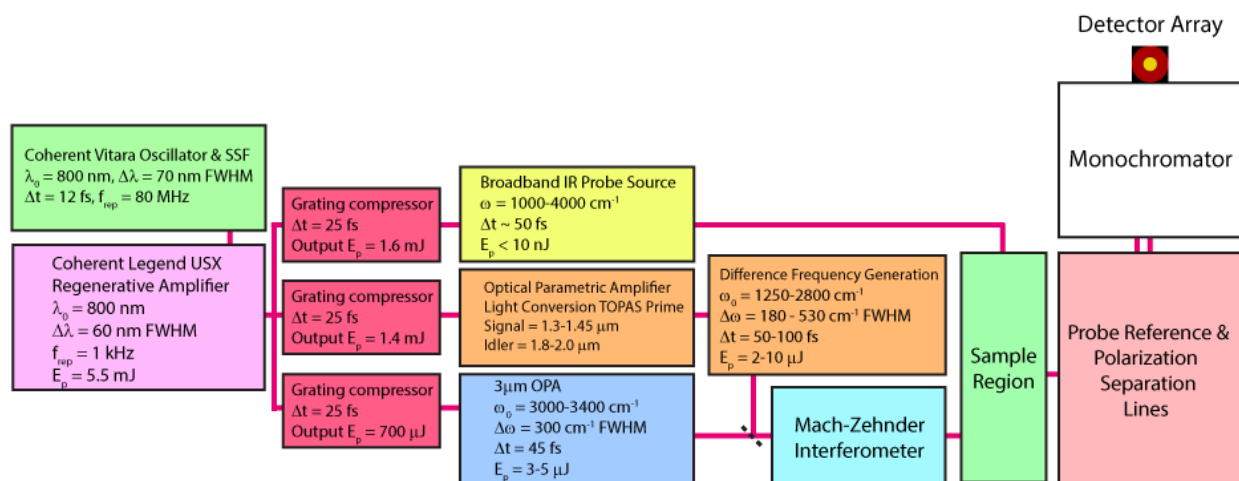 Detector Array
Monochromator
Coherent Vitara Oscillator & SSF
λ₀ = 800 nm, Δλ = 70 nm FWHM
Δt = 12 fs, fᵣₑₚ = 80 MHz
Coherent Legend USX
Regenerative Amplifier
λ₀ = 800 nm
Δλ = 60 nm FWHM
fᵣₑₚ = 1 kHz
Eₚ = 5.5 mJ
Grating compressor
Δt = 25 fs
Output Eₚ = 1.6 mJ
Grating compressor
Δt = 25 fs
Output Eₚ = 1.4 mJ
Grating compressor
Δt = 25 fs
Output Eₚ = 700 μJ
Broadband IR Probe Source
ω = 1000-4000 cm⁻¹
Δt ~ 50 fs
Eₚ < 10 nJ
Optical Parametric Amplifier
Light Conversion TOPAS Prime
Signal = 1.3-1.45 μm
Idler = 1.8-2.0 μm
3μm OPA
ω₀ = 3000-3400 cm⁻¹
Δω = 300 cm⁻¹ FWHM
Δt = 45 fs
Eₚ = 3-5 μJ
Difference Frequency Generation
ω₀ = 1250-2800 cm⁻¹
Δω = 180 - 530 cm⁻¹ FWHM
Δt = 50-100 fs
Eₚ = 2-10 μJ
Mach-Zehnder
Interferometer
Sample
Region
Probe Reference &
Polarization
Separation
Lines